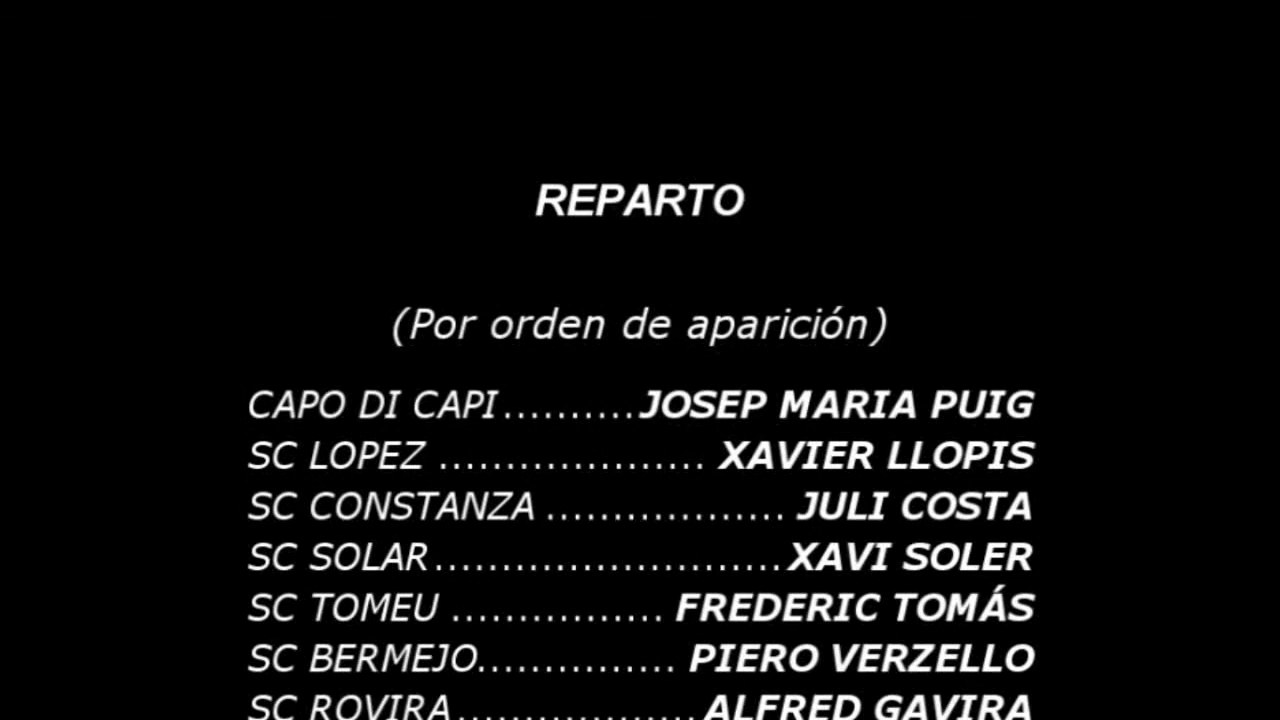 REPARTO
(Por orden de aparición)
CAPO DI CAPI..........JOSEP MARIA PUIG
SC LOPEZ .................... XAVIER LLOPIS
SC CONSTANZA .................. JULI COSTA
SC SOLAR..........................XAVI SOLER
SC TOMEU ................ FREDERIC TOMÁS
SC BERMEJO............... PIERO VERZELLO
SC ROVIRA..................ALFRED GAVIRA